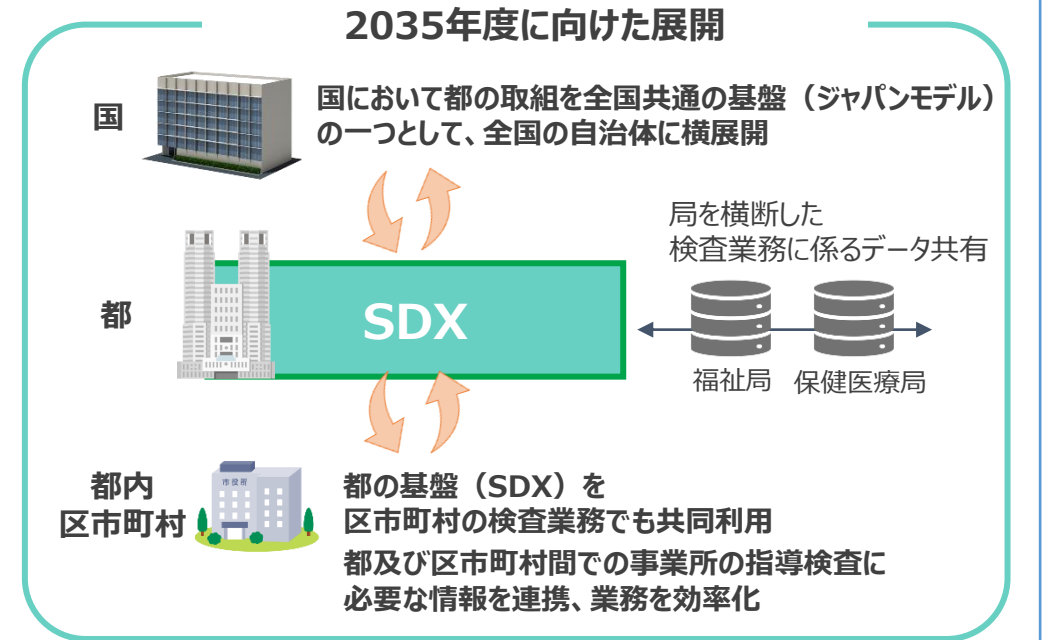 2035年度に向けた展開
国
国において都の取組を全国共通の基盤（ジャパンモデル）
の一つとして、全国の自治体に横展開
局を横断した
検査業務に係るデータ共有
都
SDX
福祉局 保健医療局
都内
区市町村
市役所
都の基盤（SDX）を
区市町村の検査業務でも共同利用
都及び区市町村間での事業所の指導検査に
必要な情報を連携、業務を効率化